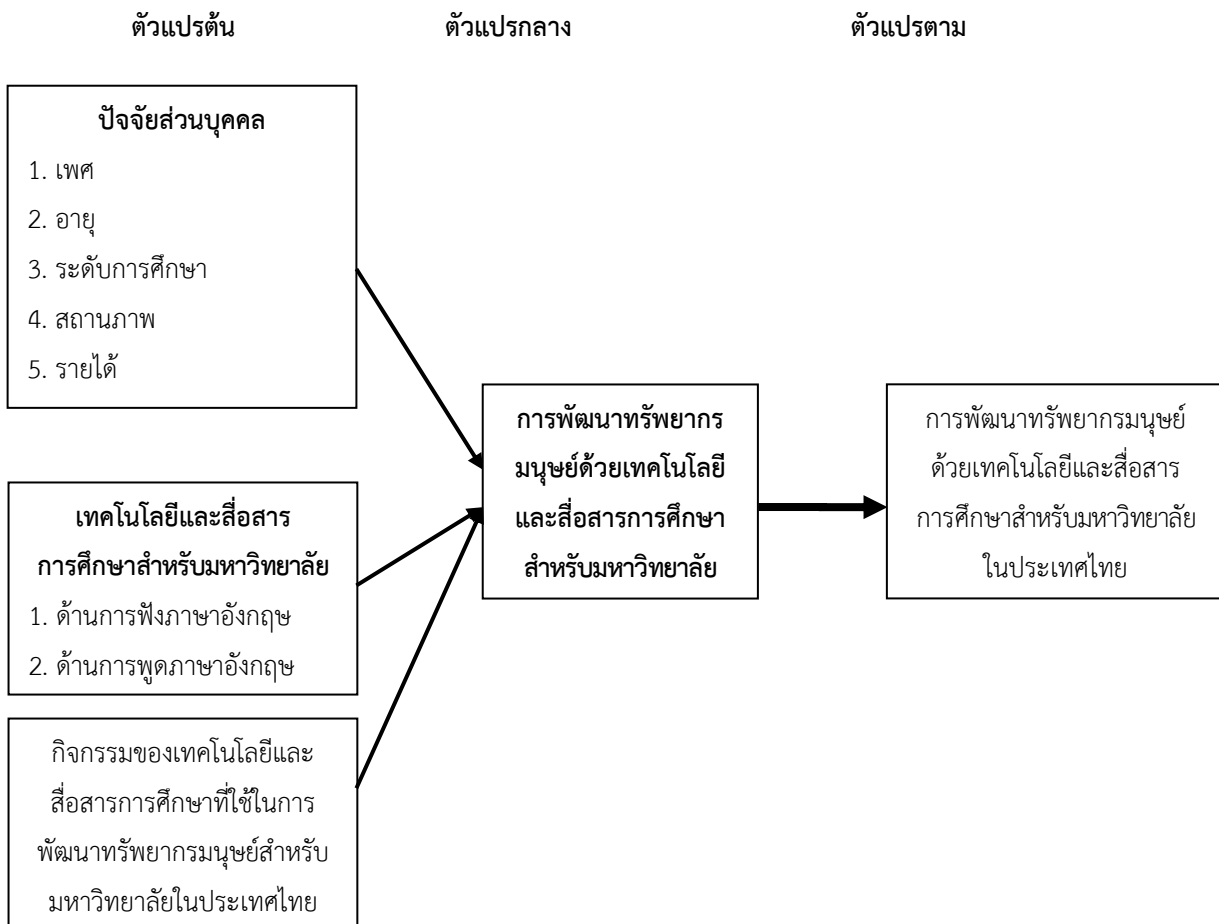 ตัวแปรต้น ตัวแปรกลาง ตัวแปรตาม
ปัจจัยส่วนบุคคล
1. เพศ
2. อายุ
3. ระดับการศึกษา
4. สถานภาพ
5. รายได้
เทคโนโลยีและสื่อสาร
การศึกษาสำหรับมหาวิทยาลัย
1. ด้านการฟังภาษาอังกฤษ
2. ด้านการพูดภาษาอังกฤษ
กิจกรรมของเทคโนโลยีและ
สื่อสารการศึกษาที่ใช้ในการ
พัฒนาทรัพยากรมนุษย์สำหรับ
มหาวิทยาลัยในประเทศไทย
การพัฒนาทรัพยากร
มนุษย์ด้วยเทคโนโลยี
และสื่อสารการศึกษา
สำหรับมหาวิทยาลัย
การพัฒนาทรัพยากรมนุษย์
ด้วยเทคโนโลยีและสื่อสาร
การศึกษาสำหรับมหาวิทยาลัย
ในประเทศไทย